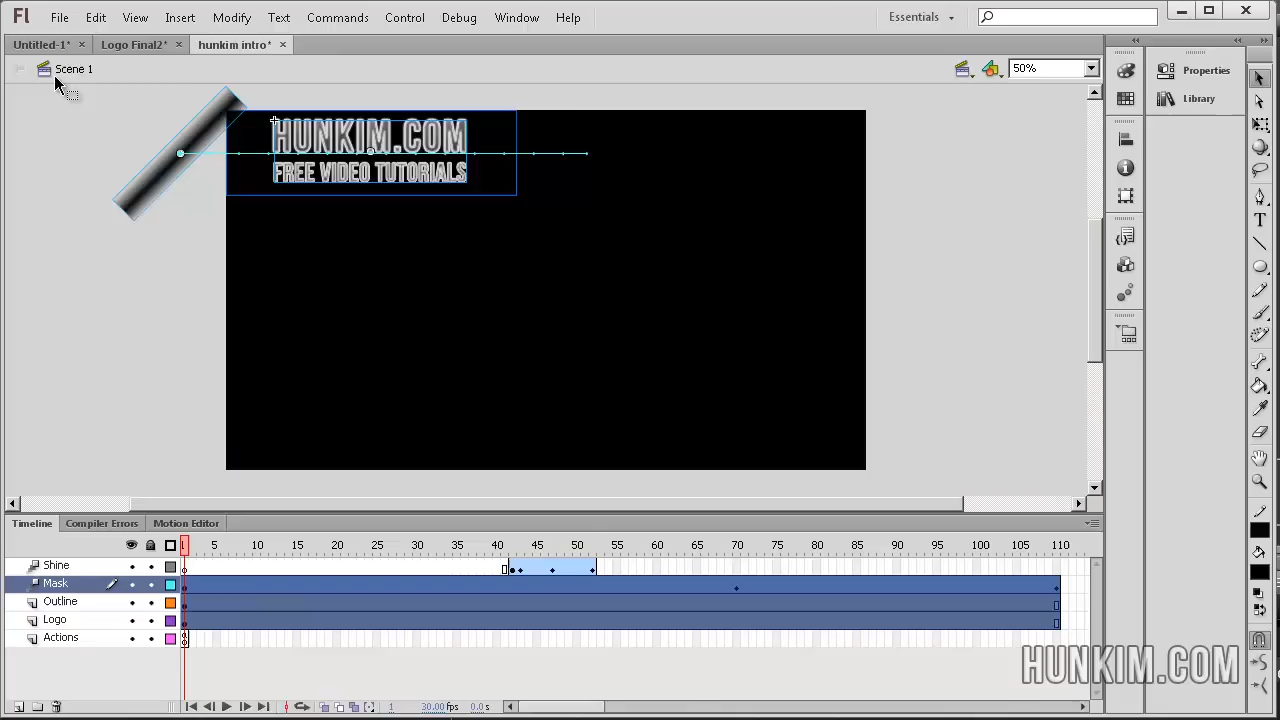 Fl File Edit View Insert Modify Text Commands Control Debug Window Help Essentials
Untitled-1* × Logo Final2* × hunkim intro* ×
Scene 1 50%
Properties
Library
HUNKIM.COM
FREE VIDEO TUTORIALS
Timeline Compiler Errors Motion Editor
1 5 10 15 20 25 30 35 40 45 50 55 60 65 70 75 80 85 90 95 100 105 110
Shine
Mask
Outline
Logo
Actions
1 30.00fps 0.0s
HUNKIM.COM